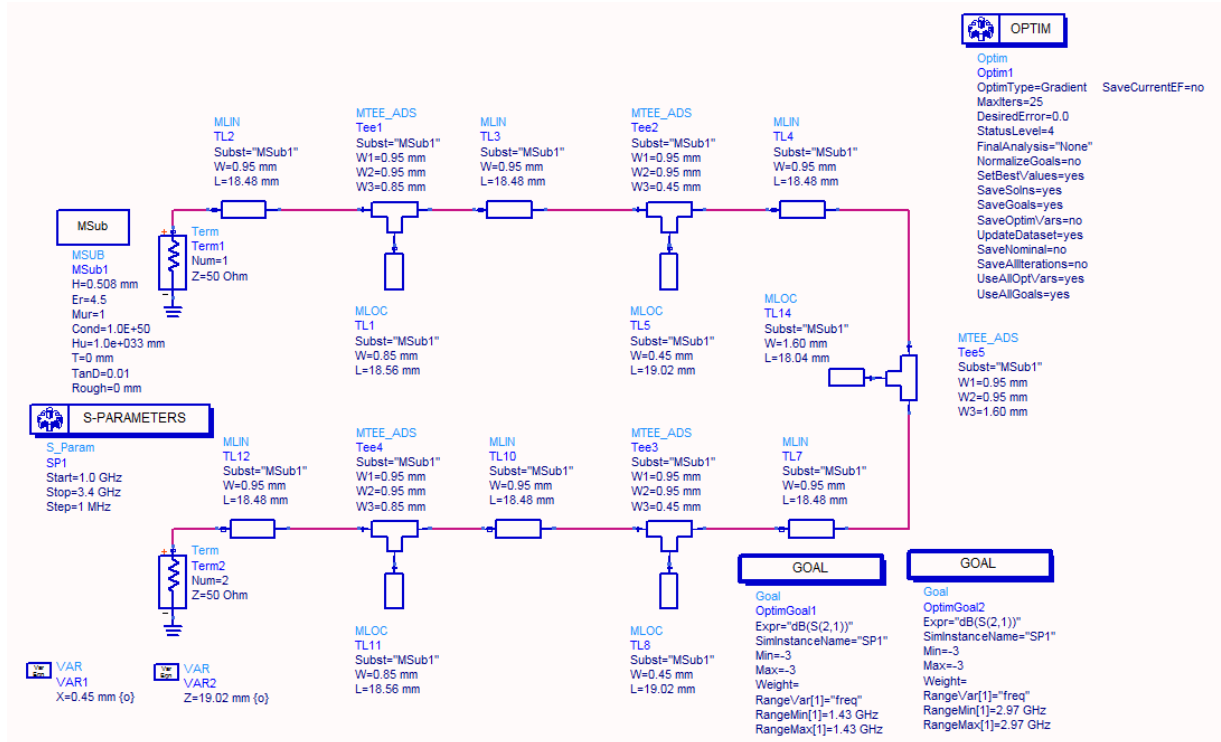 OPTIM
Optim
Optim1
OptimType=Gradient SaveCurrentEF=no
MaxIters=25
DesiredError=0.0
StatusLevel=4
FinalAnalysis="None"
NormalizeGoals=no
SetBestValues=yes
SaveSolns=yes
SaveGoals=yes
SaveOptimVars=no
UpdateDataset=yes
SaveNominal=no
SaveAllIterations=no
UseAllOptVars=yes
UseAllGoals=yes
MLIN
TL2
Subst="MSub1"
W=0.95 mm
L=18.48 mm
MTEE_ADS
Tee1
Subst="MSub1"
W1=0.95 mm
W2=0.95 mm
W3=0.85 mm
MLIN
TL3
Subst="MSub1"
W=0.95 mm
L=18.48 mm
MTEE_ADS
Tee2
Subst="MSub1"
W1=0.95 mm
W2=0.95 mm
W3=0.45 mm
MLIN
TL4
Subst="MSub1"
W=0.95 mm
L=18.48 mm
MSub
MSUB
MSub1
H=0.508 mm
Er=4.5
Mur=1
Cond=1.0E+50
Hu=1.0e+033 mm
T=0 mm
TanD=0.01
Rough=0 mm
+
Term
Term1
Num=1
Z=50 Ohm
-
MLOC
TL1
Subst="MSub1"
W=0.85 mm
L=18.56 mm
MLOC
TL5
Subst="MSub1"
W=0.45 mm
L=19.02 mm
MLOC
TL14
Subst="MSub1"
W=1.60 mm
L=18.04 mm
MTEE_ADS
Tee5
Subst="MSub1"
W1=0.95 mm
W2=0.95 mm
W3=1.60 mm
S-PARAMETERS
S_Param
SP1
Start=1.0 GHz
Stop=3.4 GHz
Step=1 MHz
MLIN
TL12
Subst="MSub1"
W=0.95 mm
L=18.48 mm
MTEE_ADS
Tee4
Subst="MSub1"
W1=0.95 mm
W2=0.95 mm
W3=0.85 mm
MLIN
TL10
Subst="MSub1"
W=0.95 mm
L=18.48 mm
MTEE_ADS
Tee3
Subst="MSub1"
W1=0.95 mm
W2=0.95 mm
W3=0.45 mm
MLIN
TL7
Subst="MSub1"
W=0.95 mm
L=18.48 mm
+
Term
Term2
Num=2
Z=50 Ohm
-
MLOC
TL11
Subst="MSub1"
W=0.85 mm
L=18.56 mm
MLOC
TL8
Subst="MSub1"
W=0.45 mm
L=19.02 mm
GOAL
Goal
OptimGoal1
Expr="dB(S(2,1))"
SimInstanceName="SP1"
Min=-3
Max=-3
Weight=
RangeVar[1]="freq"
RangeMin[1]=1.43 GHz
RangeMax[1]=1.43 GHz
GOAL
Goal
OptimGoal2
Expr="dB(S(2,1))"
SimInstanceName="SP1"
Min=-3
Max=-3
Weight=
RangeVar[1]="freq"
RangeMin[1]=2.97 GHz
RangeMax[1]=2.97 GHz
Var
Eqn
VAR
VAR1
X=0.45 mm {o}
Var
Eqn
VAR
VAR2
Z=19.02 mm {o}